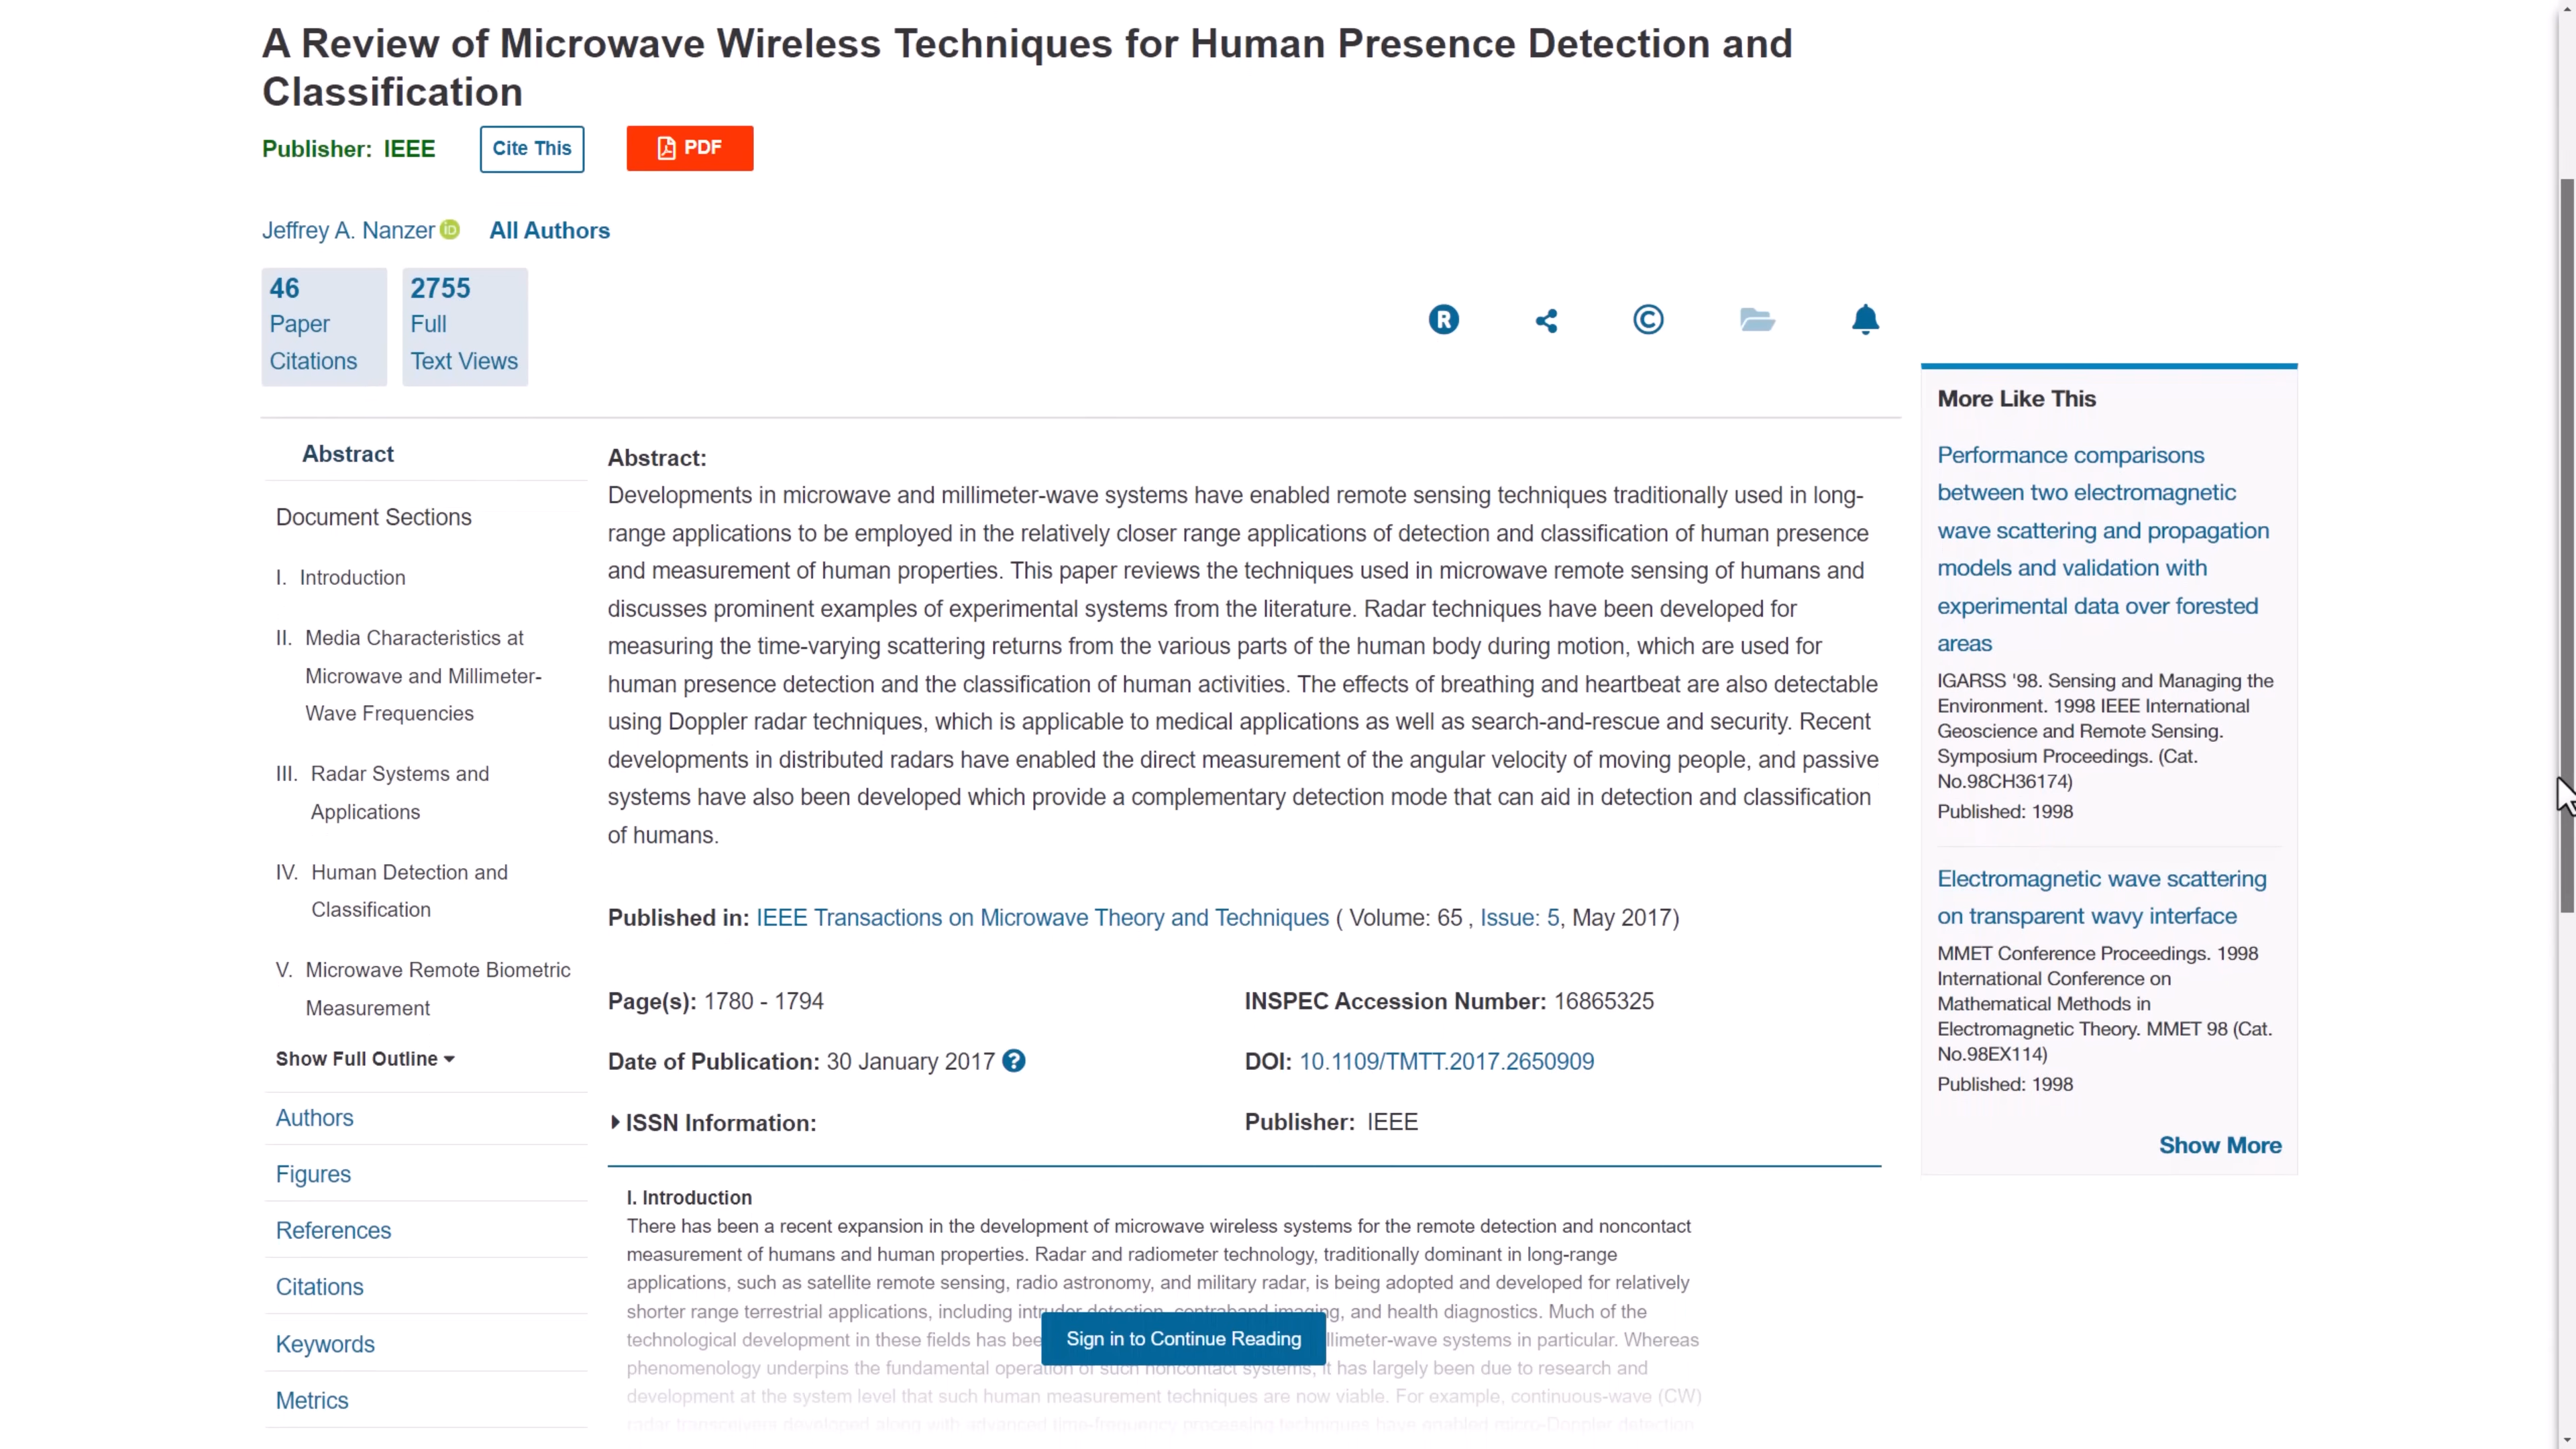 A Review of Microwave Wireless Techniques for Human Presence Detection and
Classification
Publisher: IEEE
Cite This
PDF
Jeffrey A. Nanzer iD
All Authors
46
Paper
Citations
2755
Full
Text Views
R
©
Abstract
Document Sections
I. Introduction
II. Media Characteristics at
Microwave and Millimeter-
Wave Frequencies
III. Radar Systems and
Applications
IV. Human Detection and
Classification
V. Microwave Remote Biometric
Measurement
Show Full Outline
Authors
Figures
References
Citations
Keywords
Metrics
Abstract:
Developments in microwave and millimeter-wave systems have enabled remote sensing techniques traditionally used in long-
range applications to be employed in the relatively closer range applications of detection and classification of human presence
and measurement of human properties. This paper reviews the techniques used in microwave remote sensing of humans and
discusses prominent examples of experimental systems from the literature. Radar techniques have been developed for
measuring the time-varying scattering returns from the various parts of the human body during motion, which are used for
human presence detection and the classification of human activities. The effects of breathing and heartbeat are also detectable
using Doppler radar techniques, which is applicable to medical applications as well as search-and-rescue and security. Recent
developments in distributed radars have enabled the direct measurement of the angular velocity of moving people, and passive
systems have also been developed which provide a complementary detection mode that can aid in detection and classification
of humans.
Published in: IEEE Transactions on Microwave Theory and Techniques ( Volume: 65 , Issue: 5, May 2017)
Page(s): 1780 - 1794
INSPEC Accession Number: 16865325
Date of Publication: 30 January 2017 ?
DOI: 10.1109/TMTT.2017.2650909
ISSN Information:
Publisher: IEEE
I. Introduction
There has been a recent expansion in the development of microwave wireless systems for the remote detection and noncontact
measurement of humans and human properties. Radar and radiometer technology, traditionally dominant in long-range
applications, such as satellite remote sensing, radio astronomy, and military radar, is being adopted and developed for relatively
shorter range terrestrial applications, including intruder detection, contraband imaging, and health diagnostics. Much of the
technological development in these fields has bee
Sign in to Continue Reading
llimeter-wave systems in particular. Whereas
phenomenology underpins the fundamental operation of such noncontact systems, it has largely been due to research and
development at the system level that such human measurement techniques are now viable. For example, continuous-wave (CW)
radar transceivers developed along with advanced time-frequency processing techniques have enabled micro-Doppler detection
More Like This
Performance comparisons
between two electromagnetic
wave scattering and propagation
models and validation with
experimental data over forested
areas
IGARSS '98. Sensing and Managing the
Environment. 1998 IEEE International
Geoscience and Remote Sensing.
Symposium Proceedings. (Cat.
No.98CH36174)
Published: 1998
Electromagnetic wave scattering
on transparent wavy interface
MMET Conference Proceedings. 1998
International Conference on
Mathematical Methods in
Electromagnetic Theory. MMET 98 (Cat.
No.98EX114)
Published: 1998
Show More